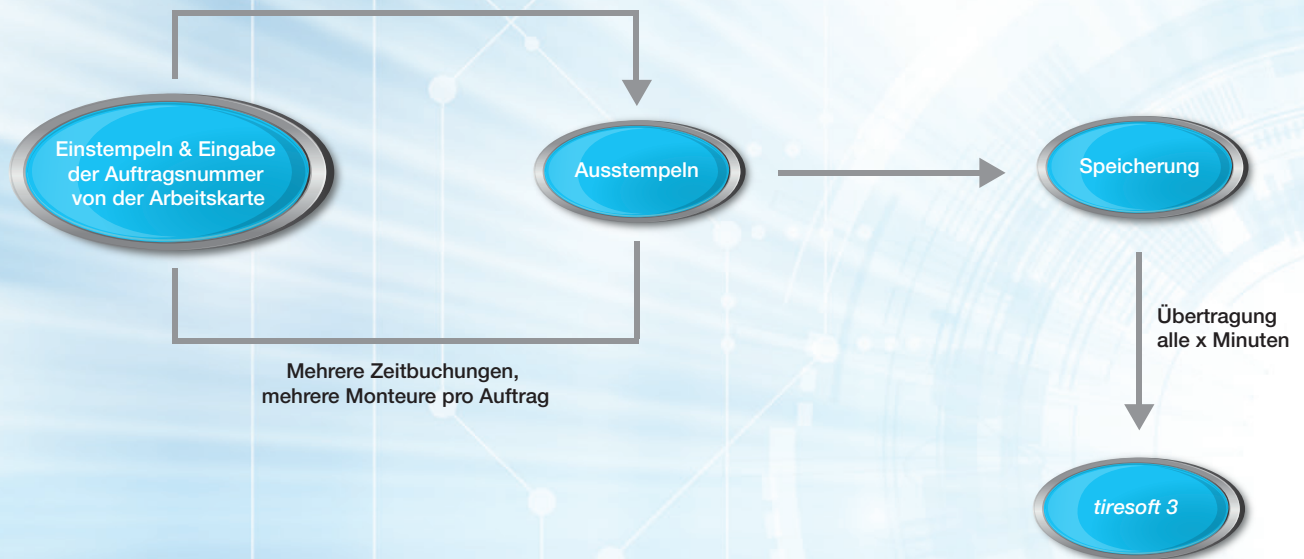 Einstempeln & Eingabe
der Auftragsnummer
von der Arbeitskarte
Ausstempeln
Speicherung
Übertragung
alle x Minuten
Mehrere Zeitbuchungen,
mehrere Monteure pro Auftrag
tiresoft 3